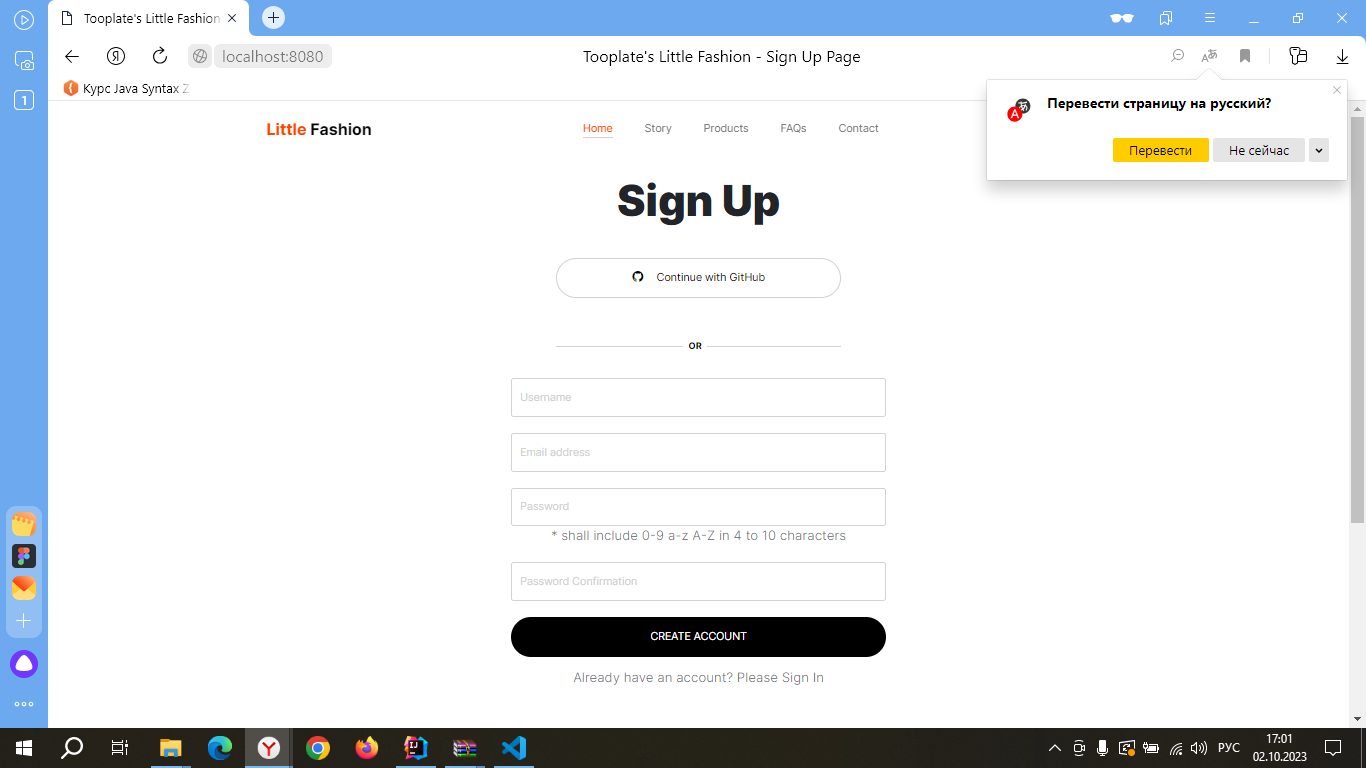 Tooplate's Little Fashion
localhost:8080
Tooplate's Little Fashion - Sign Up Page
Курс Java Syntax Z
1
Перевести страницу на русский?
Перевести
Не сейчас
Little Fashion
Home
Story
Products
FAQs
Contact
Sign Up
Continue with GitHub
OR
Username
Email address
Password
* shall include 0-9 a-z A-Z in 4 to 10 characters
Password Confirmation
CREATE ACCOUNT
Already have an account? Please Sign In
РУС
17:01
02.10.2023